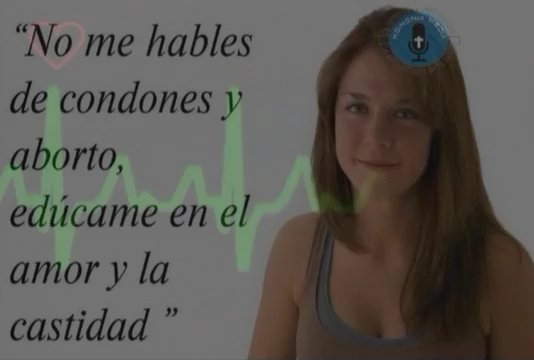 “No me hables
de condones y
aborto,
edúcame en el
amor y la
castidad ”